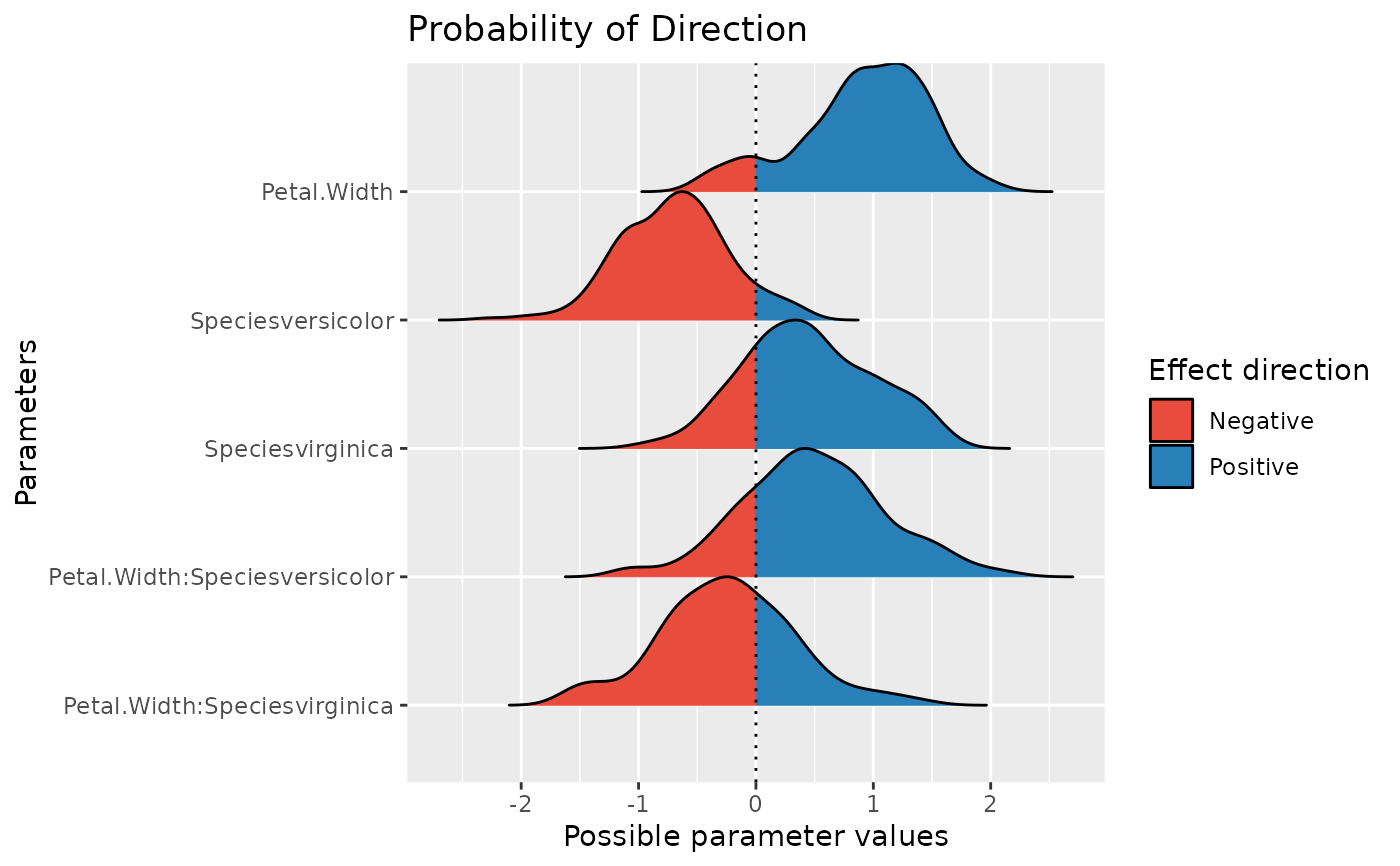 Probability of Direction
Parameters
Petal.Width
Speciesversicolor
Speciesvirginica
Petal.Width:Speciesversicolor
Petal.Width:Speciesvirginica
-2 -1 0 1 2
Possible parameter values
Effect direction
Negative
Positive